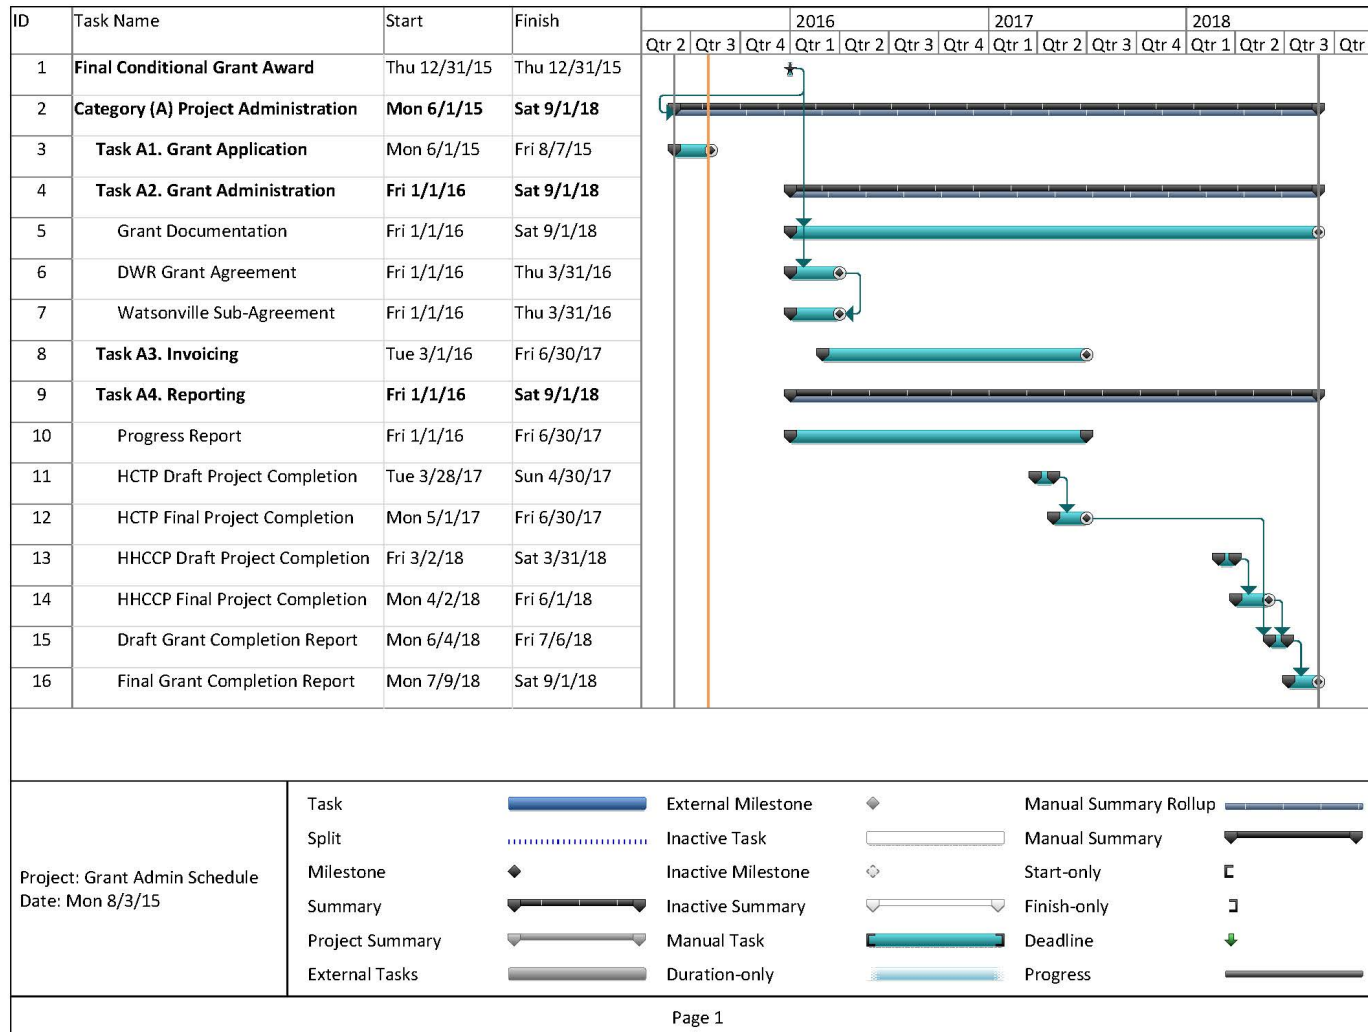 ID Task Name Start Finish 2016 2017 2018
Qtr 2 Qtr 3 Qtr 4 Qtr 1 Qtr 2 Qtr 3 Qtr 4 Qtr 1 Qtr 2 Qtr 3 Qtr 4 Qtr 1 Qtr 2 Qtr 3 Qtr
1 Final Conditional Grant Award Thu 12/31/15 Thu 12/31/15
2 Category (A) Project Administration Mon 6/1/15 Sat 9/1/18
3 Task A1. Grant Application Mon 6/1/15 Fri 8/7/15
4 Task A2. Grant Administration Fri 1/1/16 Sat 9/1/18
5 Grant Documentation Fri 1/1/16 Sat 9/1/18
6 DWR Grant Agreement Fri 1/1/16 Thu 3/31/16
7 Watsonville Sub-Agreement Fri 1/1/16 Thu 3/31/16
8 Task A3. Invoicing Tue 3/1/16 Fri 6/30/17
9 Task A4. Reporting Fri 1/1/16 Sat 9/1/18
10 Progress Report Fri 1/1/16 Fri 6/30/17
11 HCTP Draft Project Completion Tue 3/28/17 Sun 4/30/17
12 HCTP Final Project Completion Mon 5/1/17 Fri 6/30/17
13 HHCCP Draft Project Completion Fri 3/2/18 Sat 3/31/18
14 HHCCP Final Project Completion Mon 4/2/18 Fri 6/1/18
15 Draft Grant Completion Report Mon 6/4/18 Fri 7/6/18
16 Final Grant Completion Report Mon 7/9/18 Sat 9/1/18
Project: Grant Admin Schedule
Date: Mon 8/3/15
Task External Milestone Manual Summary Rollup
Split Inactive Task Manual Summary
Milestone Inactive Milestone Start-only
Summary Inactive Summary Finish-only
Project Summary Manual Task Deadline
External Tasks Duration-only Progress
Page 1